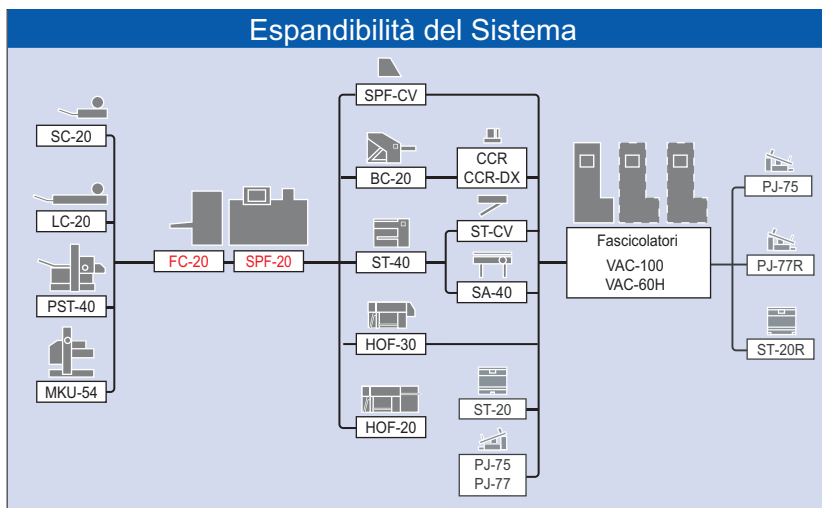 Espandibilità del Sistema
SC-20
LC-20
PST-40
MKU-54
FC-20
SPF-20
SPF-CV
BC-20
CCR
CCR-DX
ST-40
ST-CV
SA-40
HOF-30
HOF-20
ST-20
PJ-75
PJ-77
Fascicolatori
VAC-100
VAC-60H
PJ-75
PJ-77R
ST-20R